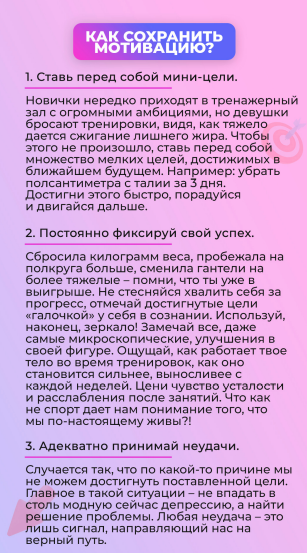 КАК СОХРАНИТЬ
МОТИВАЦИЮ?
1. Ставь перед собой мини-цели.
Новички нередко приходят в тренажерный
зал с огромными амбициями, но девушки
бросают тренировки, видя, как тяжело
дается сжигание лишнего жира. Чтобы
этого не произошло, ставь перед собой
множество мелких целей, достижимых в
ближайшем будущем. Например: убрать
полсантиметра с талии за 3 дня.
Достигни этого быстро, порадуйся
и двигайся дальше.
2. Постоянно фиксируй свой успех.
Сбросила килограмм веса, пробежала на
полкруга больше, сменила гантели на
более тяжелые – помни, что ты уже в
выигрыше. Не стесняйся хвалить себя за
прогресс, отмечай достигнутые цели
«галочкой» у себя в сознании. Используй,
наконец, зеркало! Замечай все, даже
самые микроскопические, улучшения в
своей фигуре. Ощущай, как работает твое
тело во время тренировок, как оно
становится сильнее, выносливее с
каждой неделей. Цени чувство усталости
и расслабления после занятий. Что как
не спорт дает нам понимание того, что
мы по-настоящему живы?!
3. Адекватно принимай неудачи.
Случается так, что по какой-то причине мы
не можем достигнуть поставленной цели.
Главное в такой ситуации – не впадать в
столь модную сейчас депрессию, а найти
решение проблемы. Любая неудача – это
лишь сигнал, направляющий нас на
верный путь.